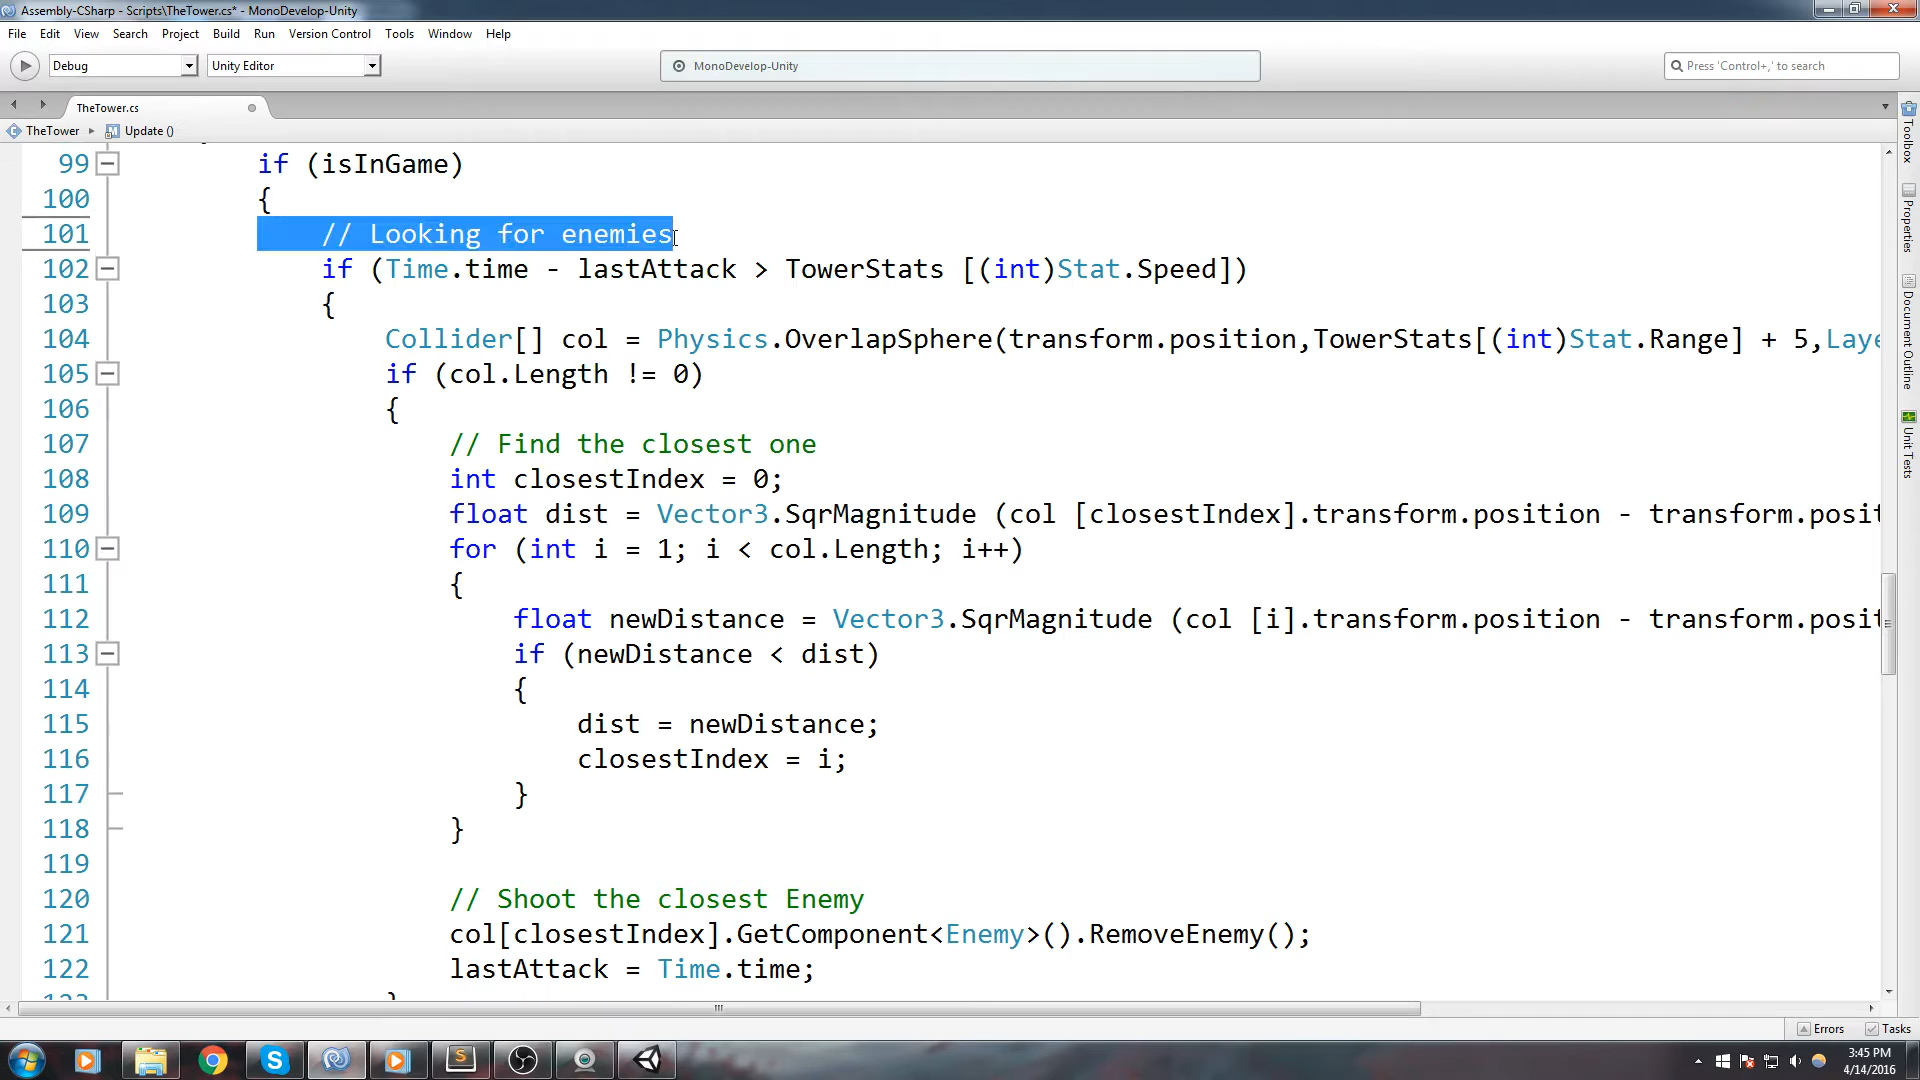 Assembly-CSharp - Scripts\TheTower.cs* - MonoDevelop-Unity
File Edit View Search Project Build Run Version Control Tools Window Help
Debug Unity Editor MonoDevelop-Unity Press 'Control+,' to search
TheTower.cs
TheTower Update ()
99 if (isInGame)
100 {
101 // Looking for enemies
102 if (Time.time - lastAttack > TowerStats [(int)Stat.Speed])
103 {
104 Collider[] col = Physics.OverlapSphere(transform.position,TowerStats[(int)Stat.Range] + 5,Laye
105 if (col.Length != 0)
106 {
107 // Find the closest one
108 int closestIndex = 0;
109 float dist = Vector3.SqrMagnitude (col [closestIndex].transform.position - transform.posit
110 for (int i = 1; i < col.Length; i++)
111 {
112 float newDistance = Vector3.SqrMagnitude (col [i].transform.position - transform.posit
113 if (newDistance < dist)
114 {
115 dist = newDistance;
116 closestIndex = i;
117 }
118 }
119
120 // Shoot the closest Enemy
121 col[closestIndex].GetComponent<Enemy>().RemoveEnemy();
122 lastAttack = Time.time;
Toolbox
Properties
Document Outline
Unit Tests
Errors Tasks
3:45 PM
4/14/2016